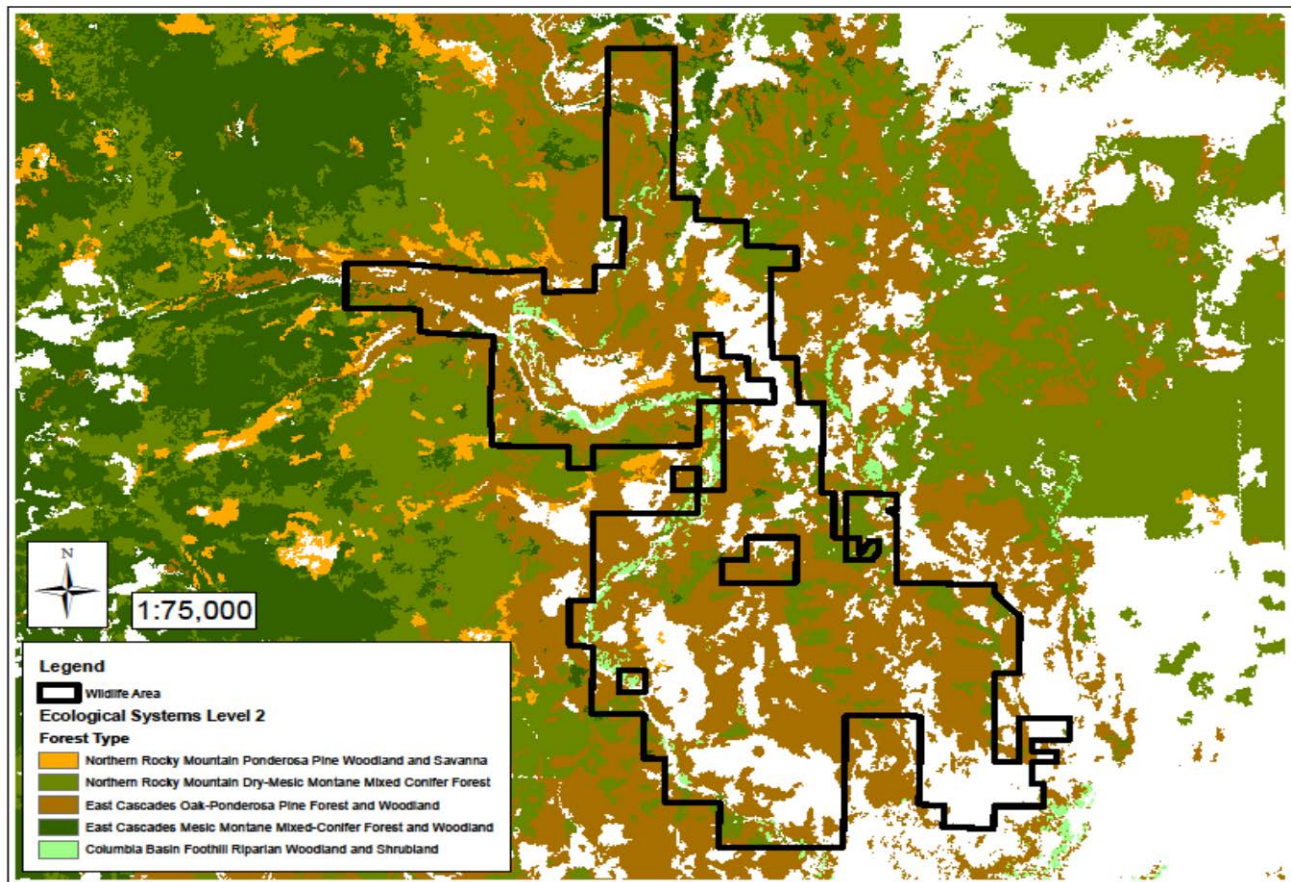 N
1:75,000
Legend
Wildlife Area
Ecological Systems Level 2
Forest Type
Northern Rocky Mountain Ponderosa Pine Woodland and Savanna
Northern Rocky Mountain Dry-Mesic Montane Mixed Conifer Forest
East Cascades Oak-Ponderosa Pine Forest and Woodland
East Cascades Mesic Montane Mixed-Conifer Forest and Woodland
Columbia Basin Foothill Riparian Woodland and Shrubland